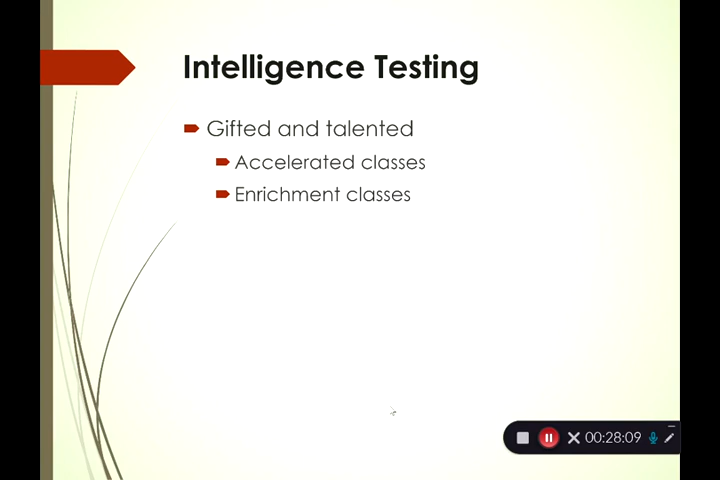 Intelligence Testing
Gifted and talented
Accelerated classes
Enrichment classes
00:28:09